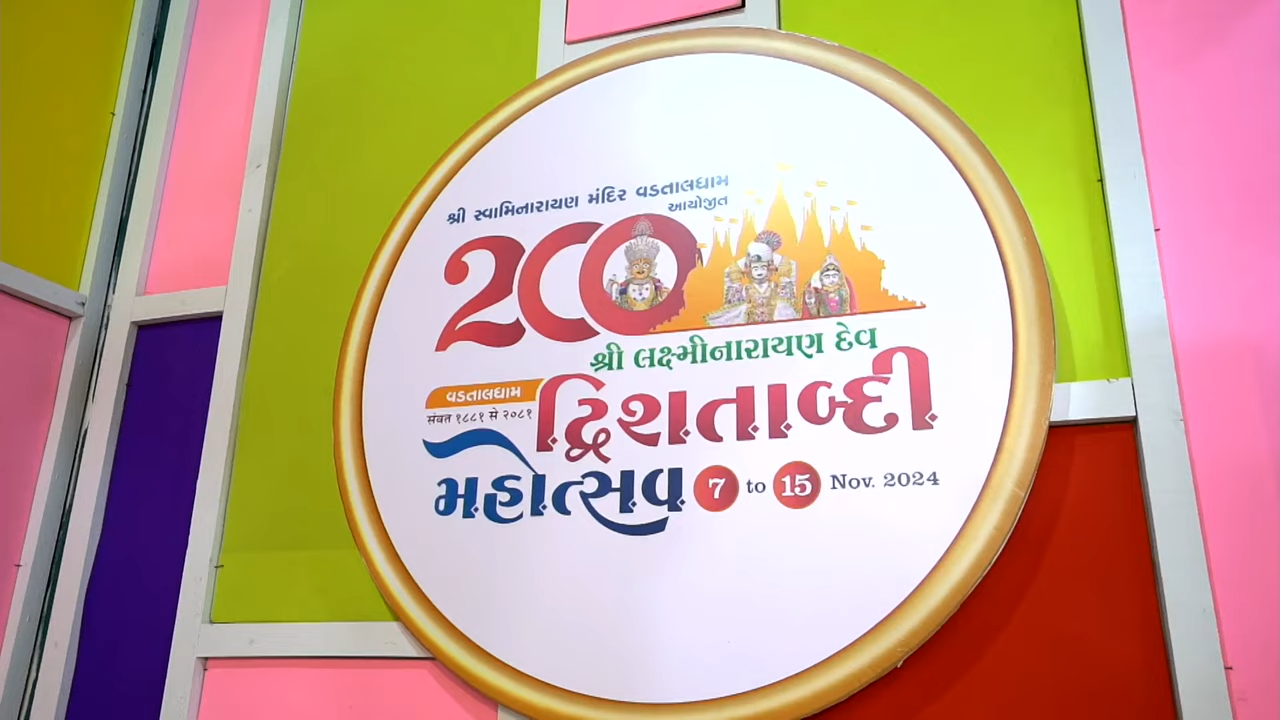 શ્રી સ્વામિનારાયણ મંદિર વડતાલધામ
આયોજીત
200
શ્રી લક્ષ્મીનારાયણ દેવ
વડતાલધામ
સંવત ૧૮૮૧ સે ૨૦૮૧
દ્વિશતાબ્દી
મહોત્સવ 7 to 15 Nov. 2024